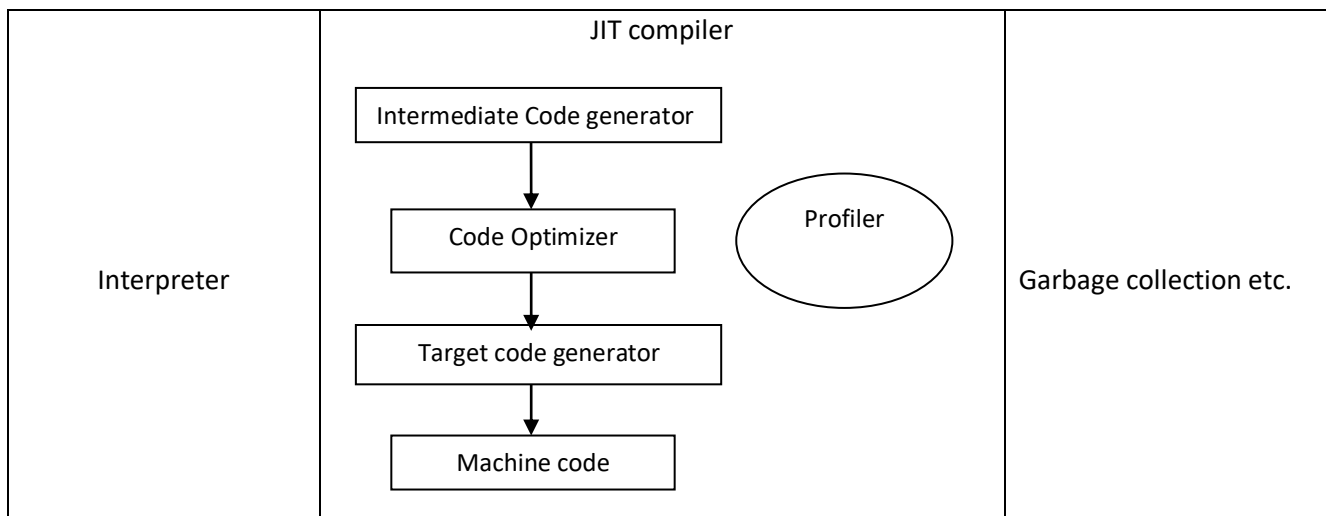 JIT compiler
Intermediate Code generator
Profiler
Code Optimizer
Interpreter
Garbage collection etc.
Target code generator
Machine code